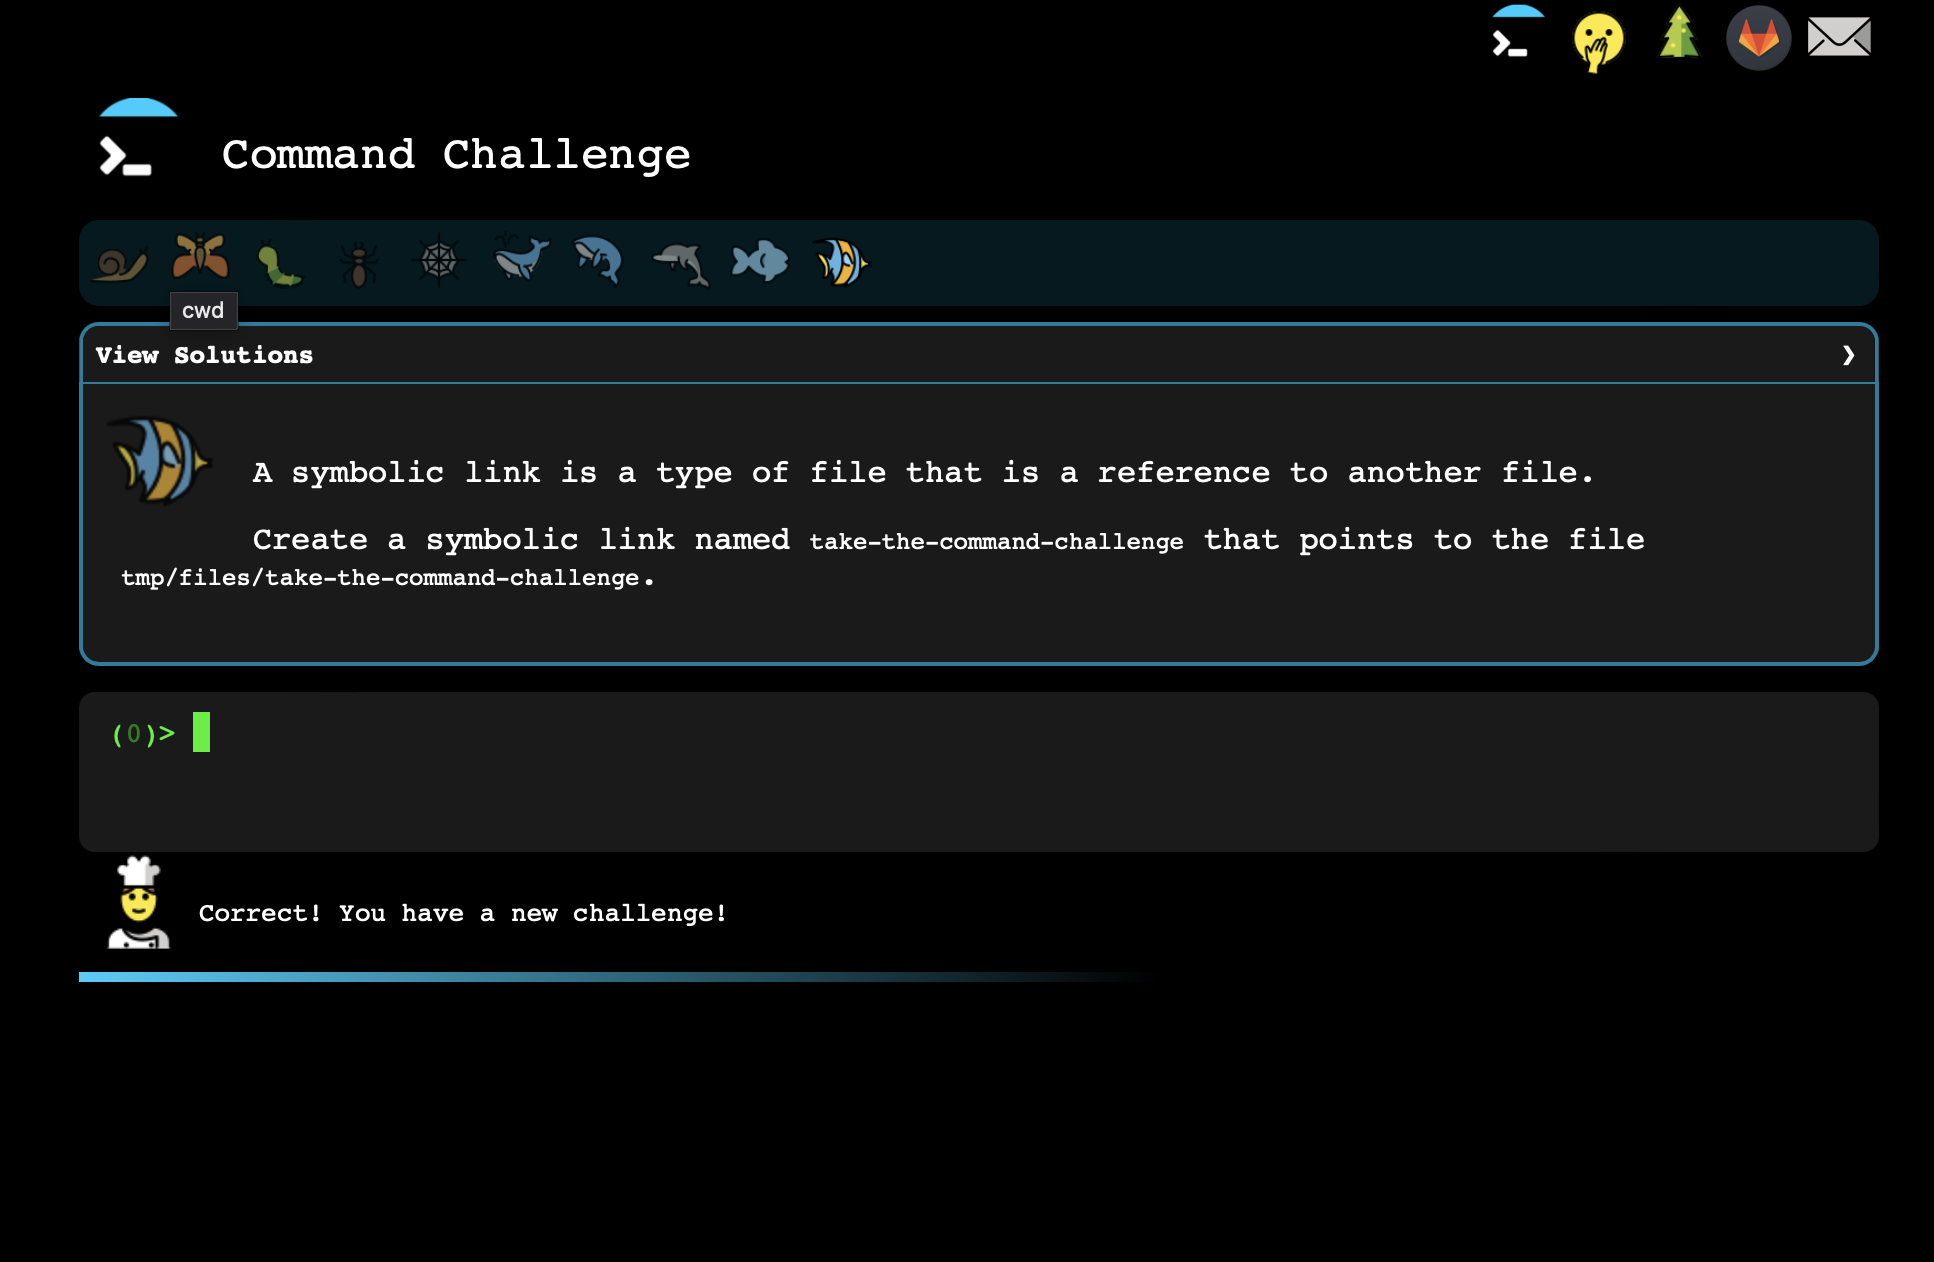 Command Challenge
cwd
View Solutions ❯
A symbolic link is a type of file that is a reference to another file.
Create a symbolic link named take-the-command-challenge that points to the file
tmp/files/take-the-command-challenge.
(0)>
Correct! You have a new challenge!